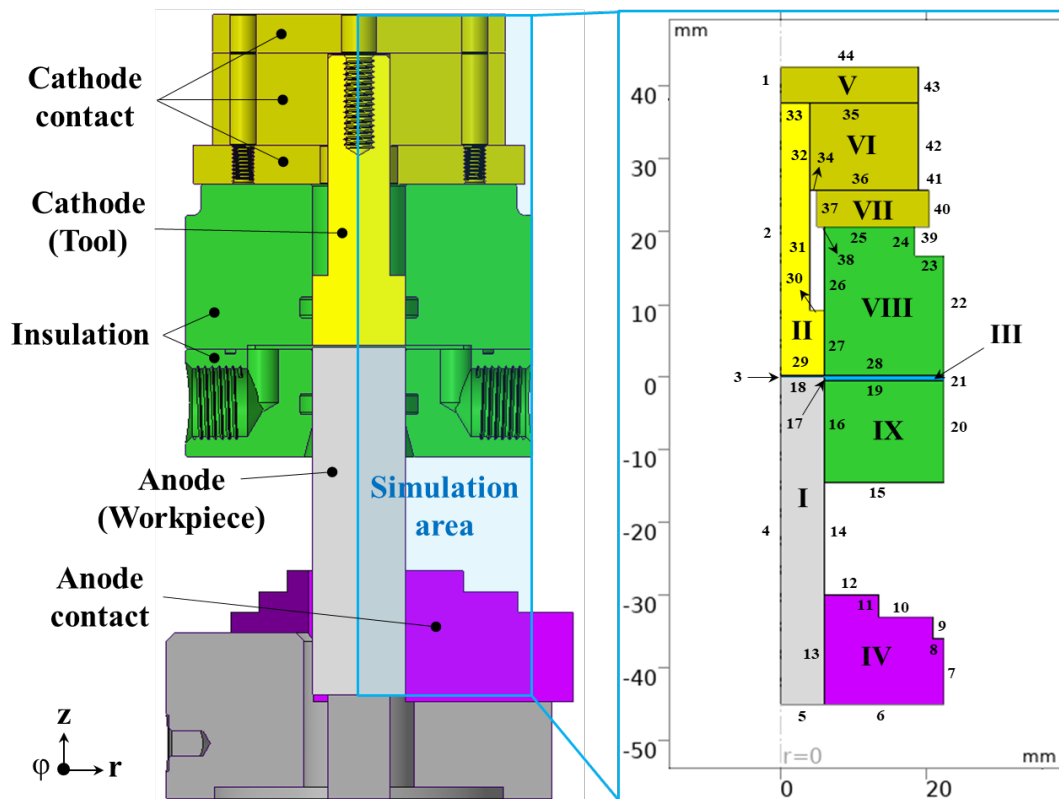 Cathode
contact
Cathode
(Tool)
Insulation
Anode
(Workpiece)
Simulation
area
Anode
contact
z
φ
r
mm
44
1
V
43
40
33
35
32
34
VI
42
30
36
41
37
VII
40
2
20
25
24
39
31
38
23
30
26
10
VIII
22
II
27
III
29
28
0
3
18
19
21
17
16
IX
20
-10
15
I
4
14
-20
12
-30
11
10
9
8
13
IV
7
-40
5
6
-50
r=0
mm
0
20